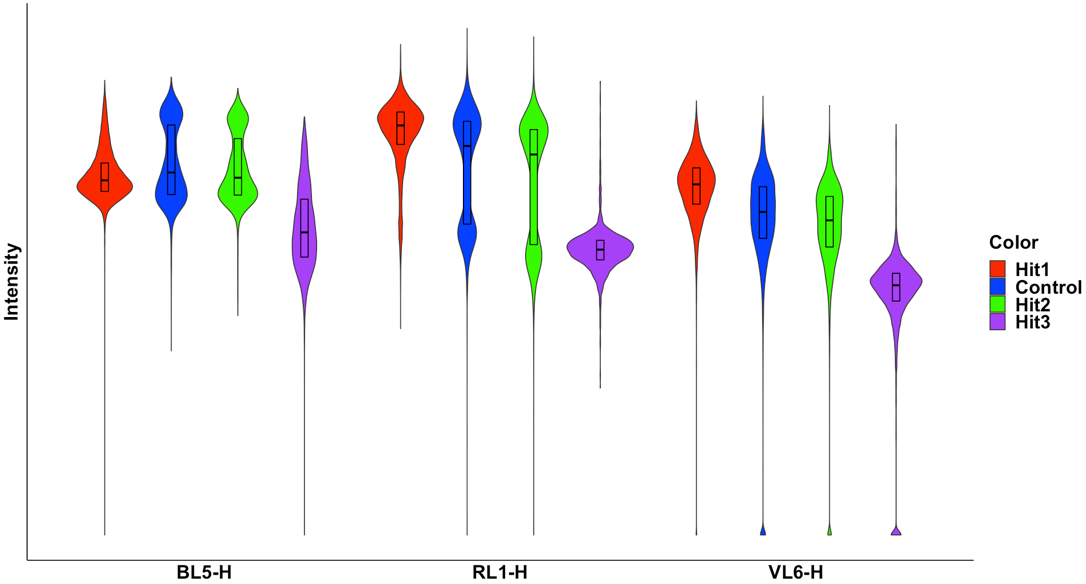 Intensity
BL5-H
RL1-H
VL6-H
Color
Hit1
Control
Hit2
Hit3